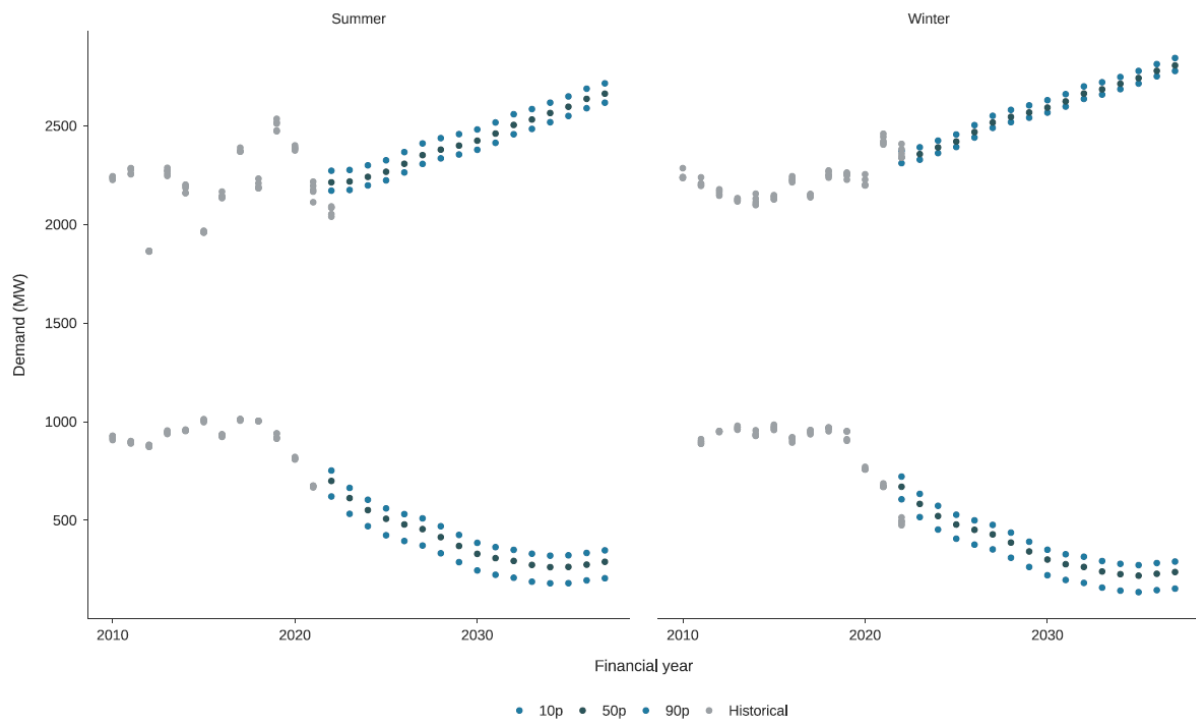 Summer Winter
Demand (MW)
2500
2000
1500
1000
500
2010 2020 2030 2010 2020 2030
Financial year
10p 50p 90p Historical